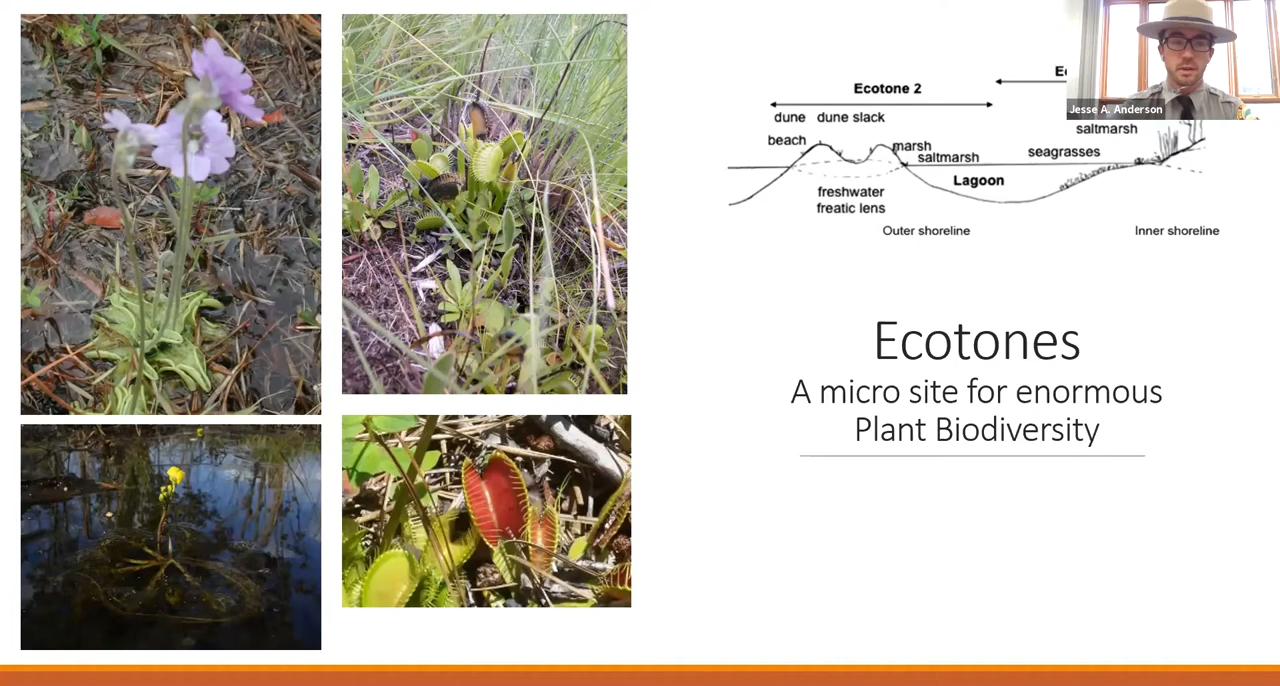 Ecotone 2
dune dune slack
beach
marsh
saltmarsh
freshwater
freatic lens
Lagoon
Outer shoreline
seagrasses
saltmarsh
Inner shoreline
Jesse A. Anderson
Ecotones
A micro site for enormous
Plant Biodiversity